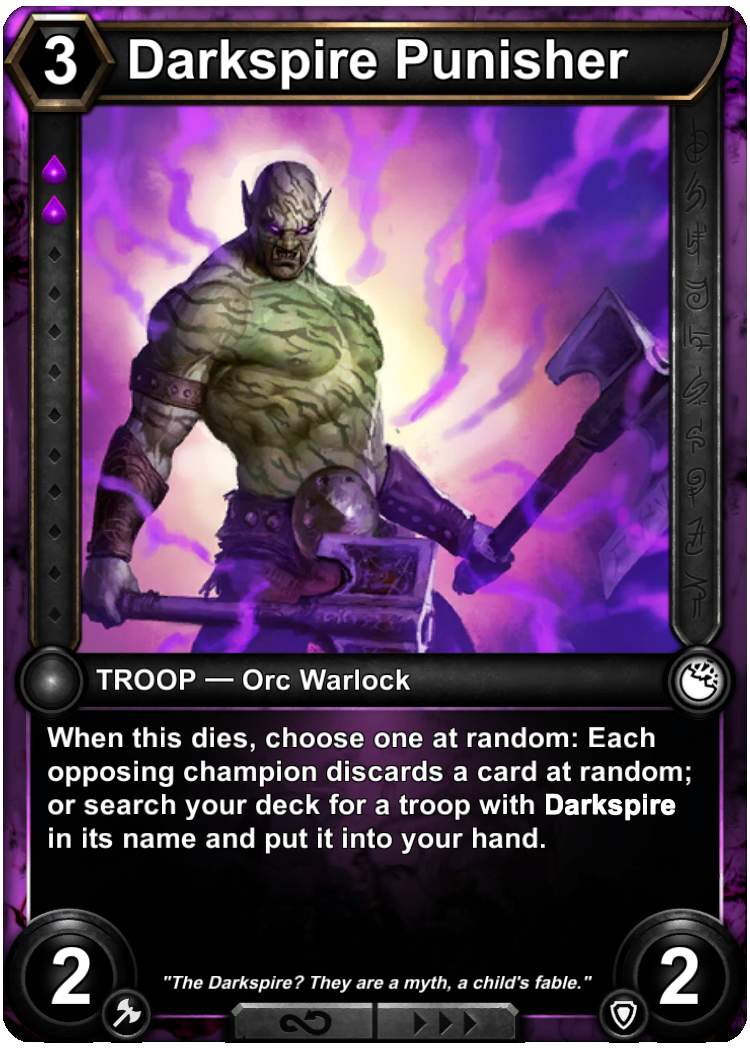 3 Darkspire Punisher
TROOP — Orc Warlock
When this dies, choose one at random: Each
opposing champion discards a card at random;
or search your deck for a troop with Darkspire
in its name and put it into your hand.
"The Darkspire? They are a myth, a child's fable."
2 2